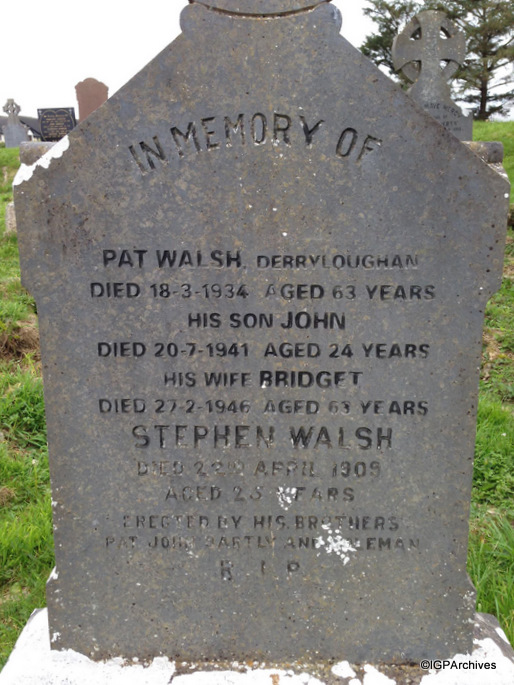 IN MEMORY OF
PAT WALSH, DERRYLOUGHAN
DIED 18-3-1934 AGED 63 YEARS
HIS SON JOHN
DIED 20-7-1941 AGED 24 YEARS
HIS WIFE BRIDGET
DIED 27-2-1946 AGED 63 YEARS
STEPHEN WALSH
DIED APRIL 1909
AGED YEARS
ERECTED BY HIS BROTHERS
PAT JOHN BARTLY AND
R I P
©IGPArchives